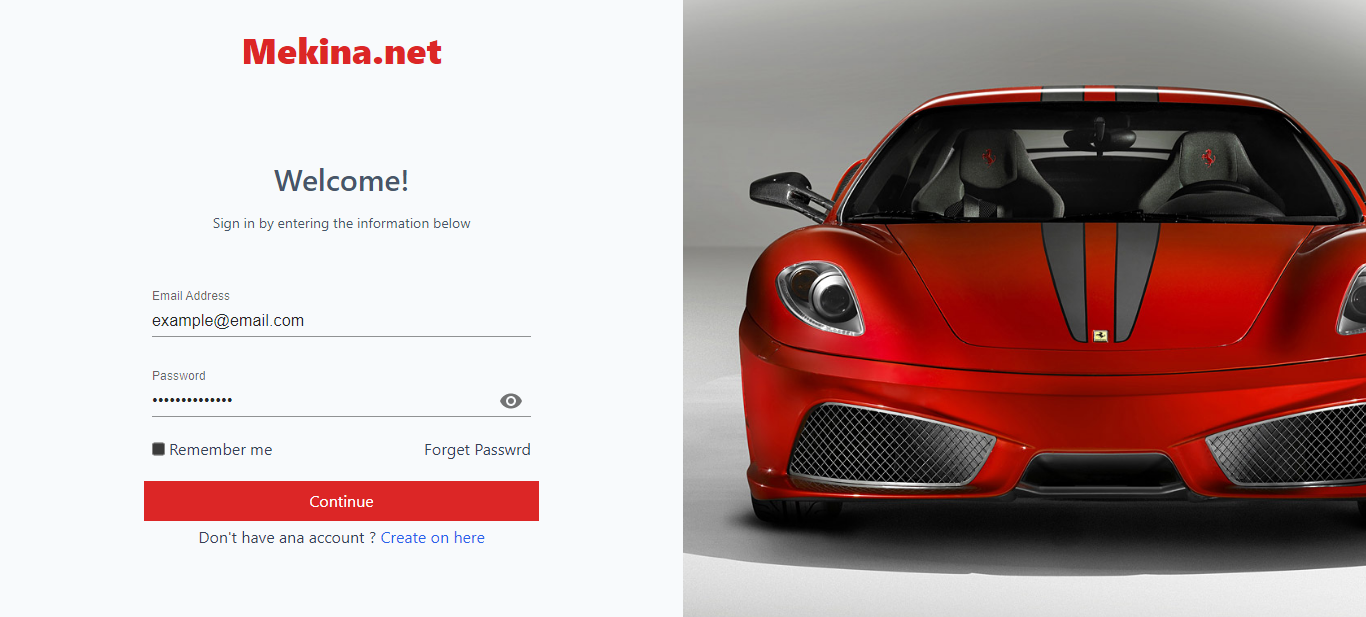 Mekina.net
Welcome!
Sign in by entering the information below
Email Address
example@email.com
Password
••••••••••••••
Remember me
Forget Passwrd
Continue
Don't have ana account ? Create on here